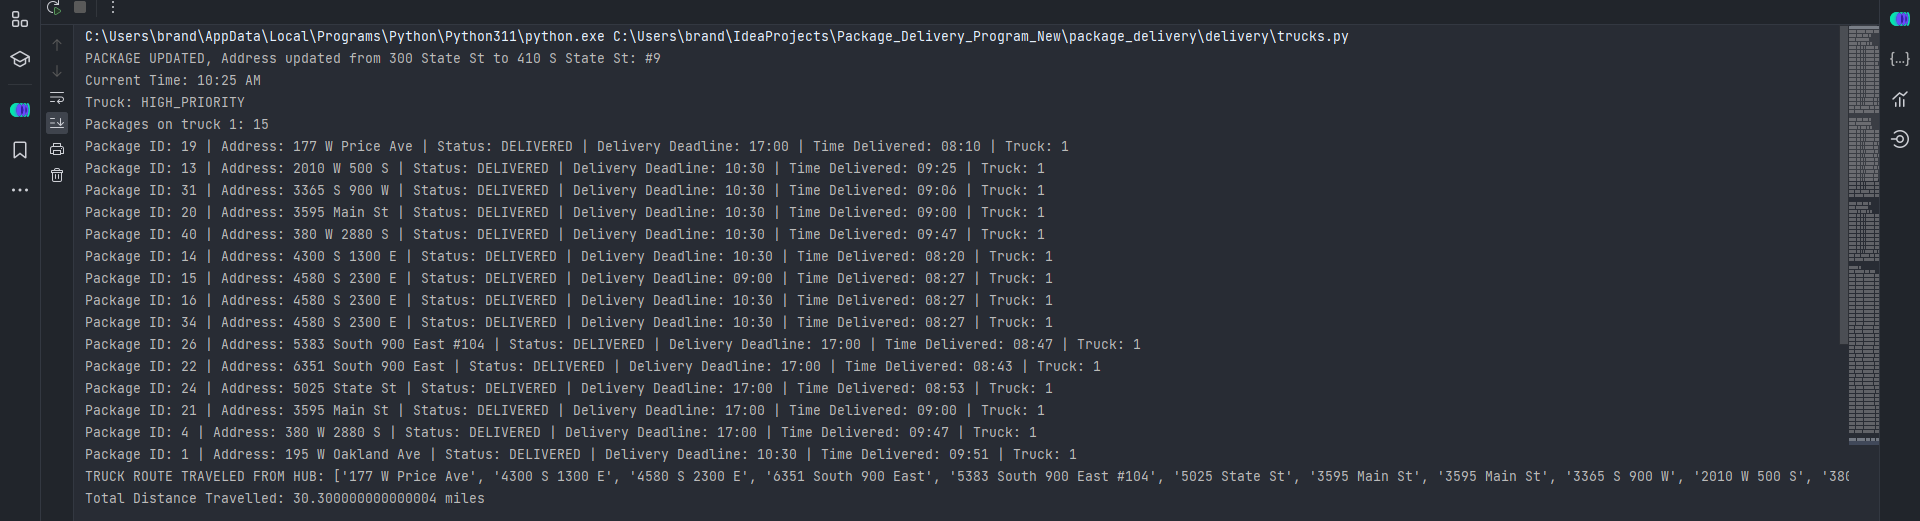 C:\Users\brand\AppData\Local\Programs\Python\Python311\python.exe C:\Users\brand\IdeaProjects\Package_Delivery_Program_New\package_delivery\delivery\trucks.py
PACKAGE UPDATED, Address updated from 300 State St to 410 S State St: #9
Current Time: 10:25 AM
Truck: HIGH_PRIORITY
Packages on truck 1: 15
Package ID: 19 | Address: 177 W Price Ave | Status: DELIVERED | Delivery Deadline: 17:00 | Time Delivered: 08:10 | Truck: 1
Package ID: 13 | Address: 2010 W 500 S | Status: DELIVERED | Delivery Deadline: 10:30 | Time Delivered: 09:25 | Truck: 1
Package ID: 31 | Address: 3365 S 900 W | Status: DELIVERED | Delivery Deadline: 10:30 | Time Delivered: 09:06 | Truck: 1
Package ID: 20 | Address: 3595 Main St | Status: DELIVERED | Delivery Deadline: 10:30 | Time Delivered: 09:00 | Truck: 1
Package ID: 40 | Address: 380 W 2880 S | Status: DELIVERED | Delivery Deadline: 10:30 | Time Delivered: 09:47 | Truck: 1
Package ID: 14 | Address: 4300 S 1300 E | Status: DELIVERED | Delivery Deadline: 10:30 | Time Delivered: 08:20 | Truck: 1
Package ID: 15 | Address: 4580 S 2300 E | Status: DELIVERED | Delivery Deadline: 09:00 | Time Delivered: 08:27 | Truck: 1
Package ID: 16 | Address: 4580 S 2300 E | Status: DELIVERED | Delivery Deadline: 10:30 | Time Delivered: 08:27 | Truck: 1
Package ID: 34 | Address: 4580 S 2300 E | Status: DELIVERED | Delivery Deadline: 10:30 | Time Delivered: 08:27 | Truck: 1
Package ID: 26 | Address: 5383 South 900 East #104 | Status: DELIVERED | Delivery Deadline: 17:00 | Time Delivered: 08:47 | Truck: 1
Package ID: 22 | Address: 6351 South 900 East | Status: DELIVERED | Delivery Deadline: 17:00 | Time Delivered: 08:43 | Truck: 1
Package ID: 24 | Address: 5025 State St | Status: DELIVERED | Delivery Deadline: 17:00 | Time Delivered: 08:53 | Truck: 1
Package ID: 21 | Address: 3595 Main St | Status: DELIVERED | Delivery Deadline: 17:00 | Time Delivered: 09:00 | Truck: 1
Package ID: 4 | Address: 380 W 2880 S | Status: DELIVERED | Delivery Deadline: 17:00 | Time Delivered: 09:47 | Truck: 1
Package ID: 1 | Address: 195 W Oakland Ave | Status: DELIVERED | Delivery Deadline: 10:30 | Time Delivered: 09:51 | Truck: 1
TRUCK ROUTE TRAVELED FROM HUB: ['177 W Price Ave', '4300 S 1300 E', '4580 S 2300 E', '6351 South 900 East', '5383 South 900 East #104', '5025 State St', '3595 Main St', '3595 Main St', '3365 S 900 W', '2010 W 500 S', '380
Total Distance Travelled: 30.300000000000004 miles